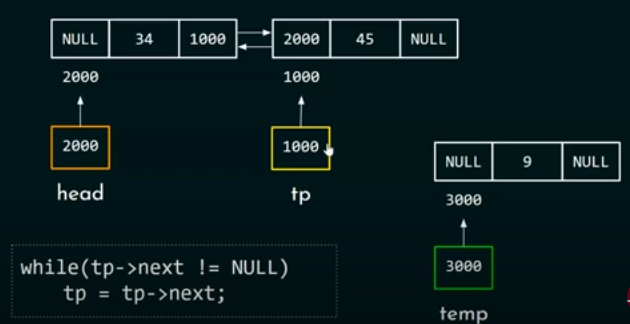 NULL 34 1000 2000 45 NULL
2000 1000
2000 1000
head tp
NULL 9 NULL
3000
3000
temp
while(tp->next != NULL)
tp = tp->next;